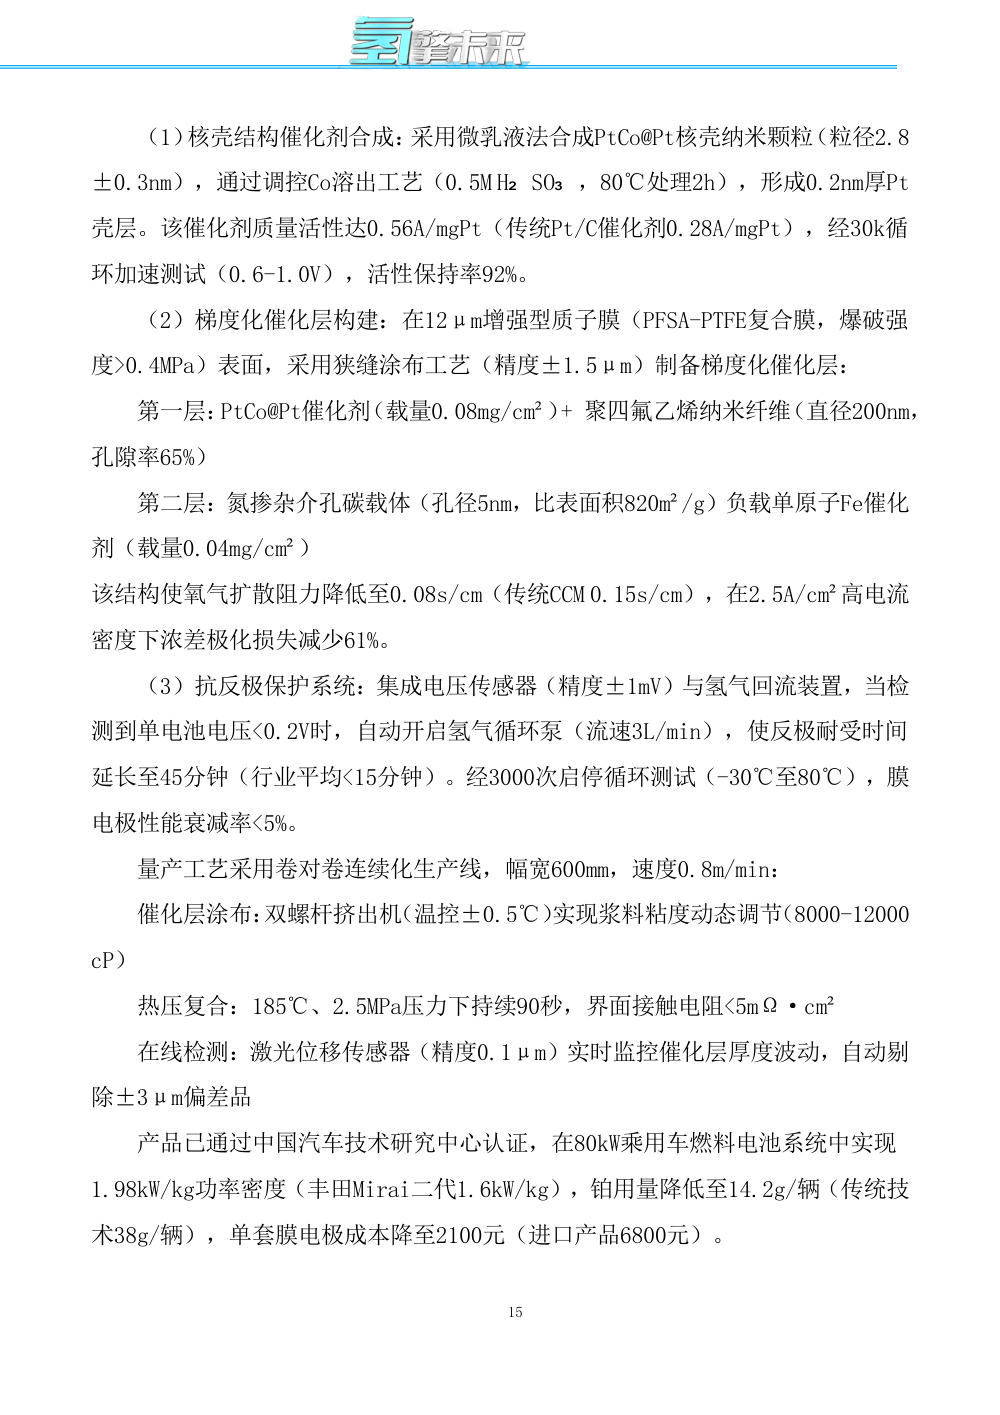 氢擎未来
（1）核壳结构催化剂合成：采用微乳液法合成PtCo@Pt核壳纳米颗粒（粒径2.8
±0.3nm），通过调控Co溶出工艺（0.5M H₂ SO₃ ，80℃处理2h），形成0.2nm厚Pt
壳层。该催化剂质量活性达0.56A/mgPt（传统Pt/C催化剂0.28A/mgPt），经30k循
环加速测试（0.6-1.0V），活性保持率92%。
（2）梯度化催化层构建：在12μm增强型质子膜（PFSA-PTFE复合膜，爆破强
度>0.4MPa）表面，采用狭缝涂布工艺（精度±1.5μm）制备梯度化催化层：
第一层：PtCo@Pt催化剂（载量0.08mg/cm²）+ 聚四氟乙烯纳米纤维（直径200nm，
孔隙率65%）
第二层：氮掺杂介孔碳载体（孔径5nm，比表面积820m²/g）负载单原子Fe催化
剂（载量0.04mg/cm²）
该结构使氧气扩散阻力降低至0.08s/cm（传统CCM 0.15s/cm），在2.5A/cm²高电流
密度下浓差极化损失减少61%。
（3）抗反极保护系统：集成电压传感器（精度±1mV）与氢气回流装置，当检
测到单电池电压<0.2V时，自动开启氢气循环泵（流速3L/min），使反极耐受时间
延长至45分钟（行业平均<15分钟）。经3000次启停循环测试（-30℃至80℃），膜
电极性能衰减率<5%。
量产工艺采用卷对卷连续化生产线，幅宽600mm，速度0.8m/min：
催化层涂布：双螺杆挤出机（温控±0.5℃）实现浆料粘度动态调节（8000-12000
cP）
热压复合：185℃、2.5MPa压力下持续90秒，界面接触电阻<5mΩ·cm²
在线检测：激光位移传感器（精度0.1μm）实时监控催化层厚度波动，自动剔
除±3μm偏差品
产品已通过中国汽车技术研究中心认证，在80kW乘用车燃料电池系统中实现
1.98kW/kg功率密度（丰田Mirai二代1.6kW/kg），铂用量降低至14.2g/辆（传统技
术38g/辆），单套膜电极成本降至2100元（进口产品6800元）。
15